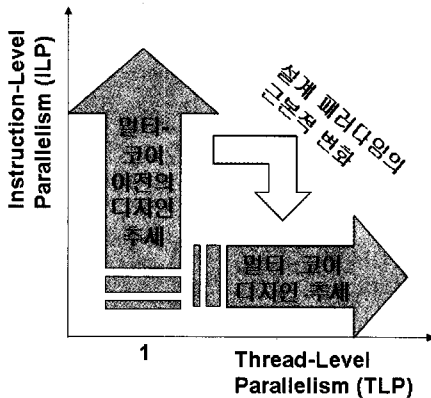 Instruction-Level
Parallelism (ILP)
멀티-
코어
이전의
디자인
추세
설계 패러다임의
근본적 변화
멀티-코어
디자인 추세
1
Thread-Level
Parallelism (TLP)